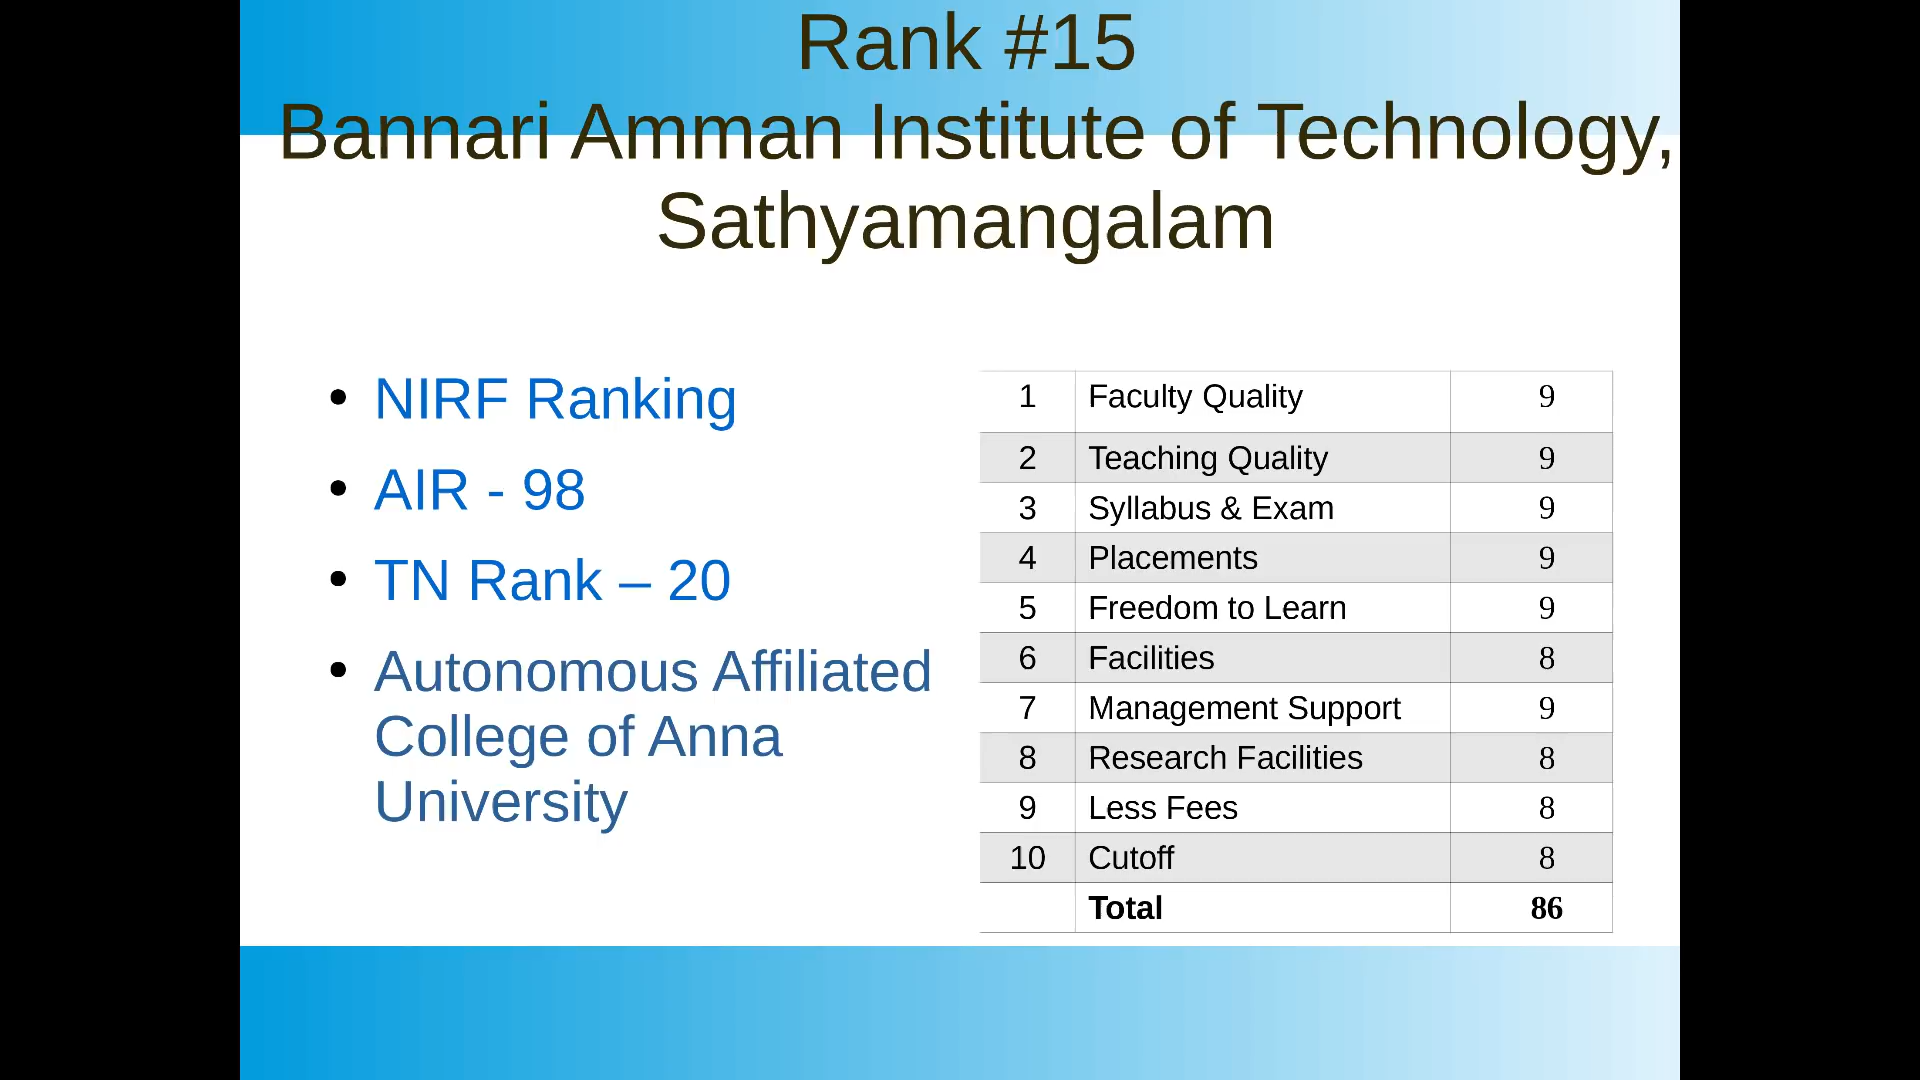 Rank #15
Bannari Amman Institute of Technology,
Sathyamangalam
• NIRF Ranking
• AIR - 98
• TN Rank – 20
• Autonomous Affiliated
College of Anna
University
1 Faculty Quality 9
2 Teaching Quality 9
3 Syllabus & Exam 9
4 Placements 9
5 Freedom to Learn 9
6 Facilities 8
7 Management Support 9
8 Research Facilities 8
9 Less Fees 8
10 Cutoff 8
Total 86